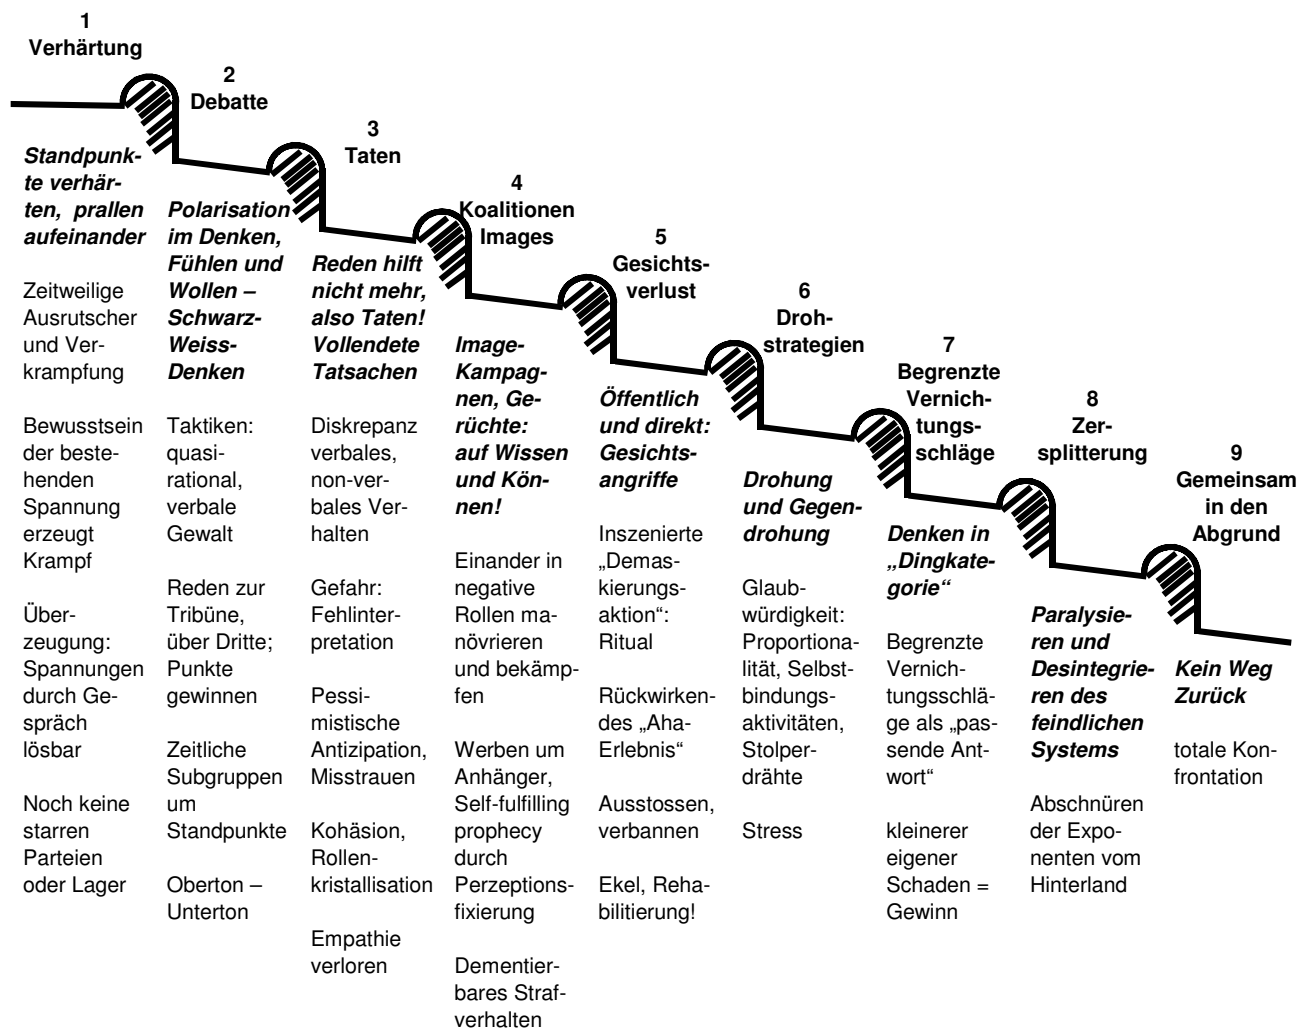 1
Verhärtung
Standpunk-
te verhär-
ten, prallen
aufeinander
Zeitweilige
Ausrutscher
und Ver-
krampfung
Bewusstsein
der beste-
henden
Spannung
erzeugt
Krampf
Über-
zeugung:
Spannungen
durch Ge-
spräch
lösbar
Noch keine
starren
Parteien
oder Lager
2
Debatte
Polarisation
im Denken,
Fühlen und
Wollen –
Schwarz-
Weiss-
Denken
Taktiken:
quasi-
rational,
verbale
Gewalt
Reden zur
Tribüne,
über Dritte;
Punkte
gewinnen
Zeitliche
Subgruppen
um
Standpunkte
Oberton –
Unterton
3
Taten
Reden hilft
nicht mehr,
also Taten!
Vollendete
Tatsachen
Diskrepanz
verbales,
non-ver-
bales Ver-
halten
Gefahr:
Fehlinter-
pretation
Pessi-
mistische
Antizipation,
Misstrauen
Kohäsion,
Rollen-
kristallisation
Empathie
verloren
4
Koalitionen
Images
Image-
Kampag-
nen, Ge-
rüchte:
auf Wissen
und Kön-
nen!
Einander in
negative
Rollen ma-
növrieren
und bekämp-
fen
Werben um
Anhänger,
Self-fulfilling
prophecy
durch
Perzeptions-
fixierung
Dementier-
bares Straf-
verhalten
5
Gesichts-
verlust
Öffentlich
und direkt:
Gesichts-
angriffe
Inszenierte
„Demas-
kierungs-
aktion“:
Ritual
Rückwirken-
des „Aha-
Erlebnis“
Ausstossen,
verbannen
Ekel, Reha-
bilitierung!
6
Droh-
strategien
Drohung
und Gegen-
drohung
Glaub-
würdigkeit:
Proportiona-
lität, Selbst-
bindungs-
aktivitäten,
Stolper-
drähte
Stress
7
Begrenzte
Vernich-
tungs-
schläge
Denken in
„Dingkate-
gorie“
Begrenzte
Vernich-
tungsschlä-
ge als „pas-
sende Ant-
wort“
kleinerer
eigener
Schaden =
Gewinn
8
Zer-
splitterung
Paralysie-
ren und
Desintegrie-
ren des
feindlichen
Systems
Abschnüren
der Expo-
nenten vom
Hinterland
9
Gemeinsam
in den
Abgrund
Kein Weg
Zurück
totale Kon-
frontation